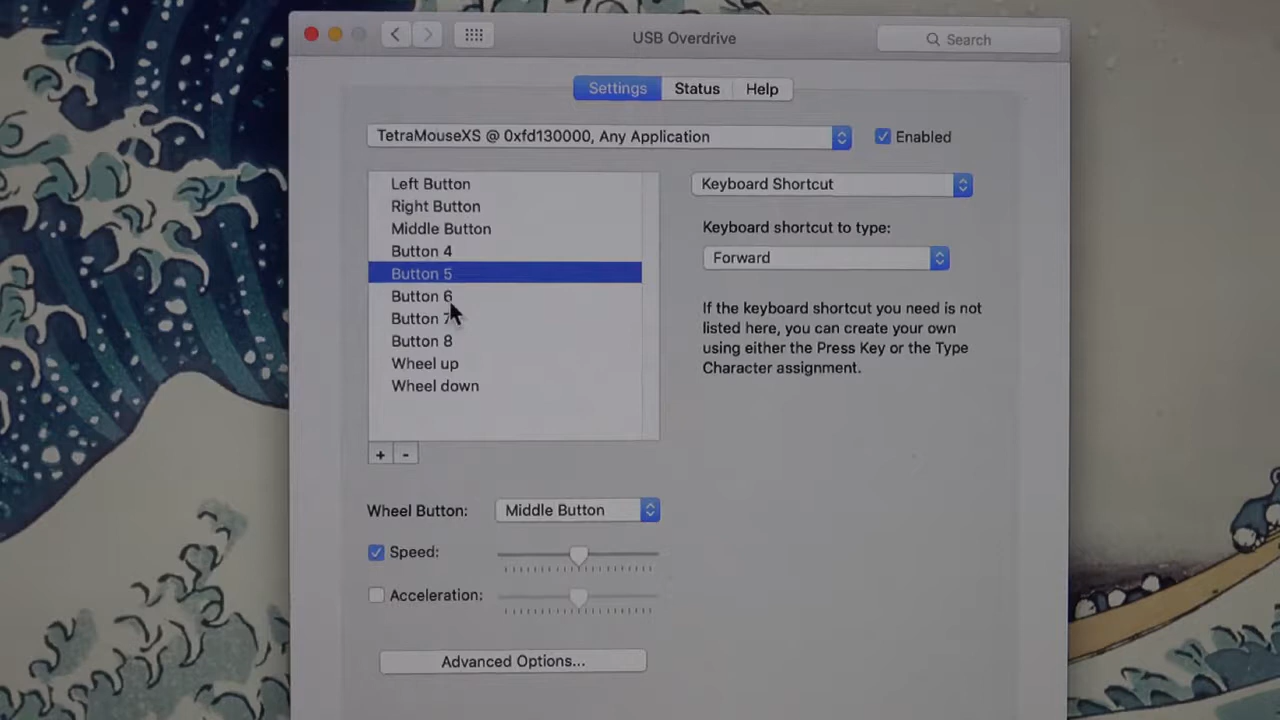 USB Overdrive
Search
Settings
Status
Help
TetraMouseXS @ 0xfd130000, Any Application
Enabled
Left Button
Right Button
Middle Button
Button 4
Button 5
Button 6
Button 7
Button 8
Wheel up
Wheel down
+
-
Keyboard Shortcut
Keyboard shortcut to type:
Forward
If the keyboard shortcut you need is not
listed here, you can create your own
using either the Press Key or the Type
Character assignment.
Wheel Button:
Middle Button
Speed:
Acceleration:
Advanced Options...